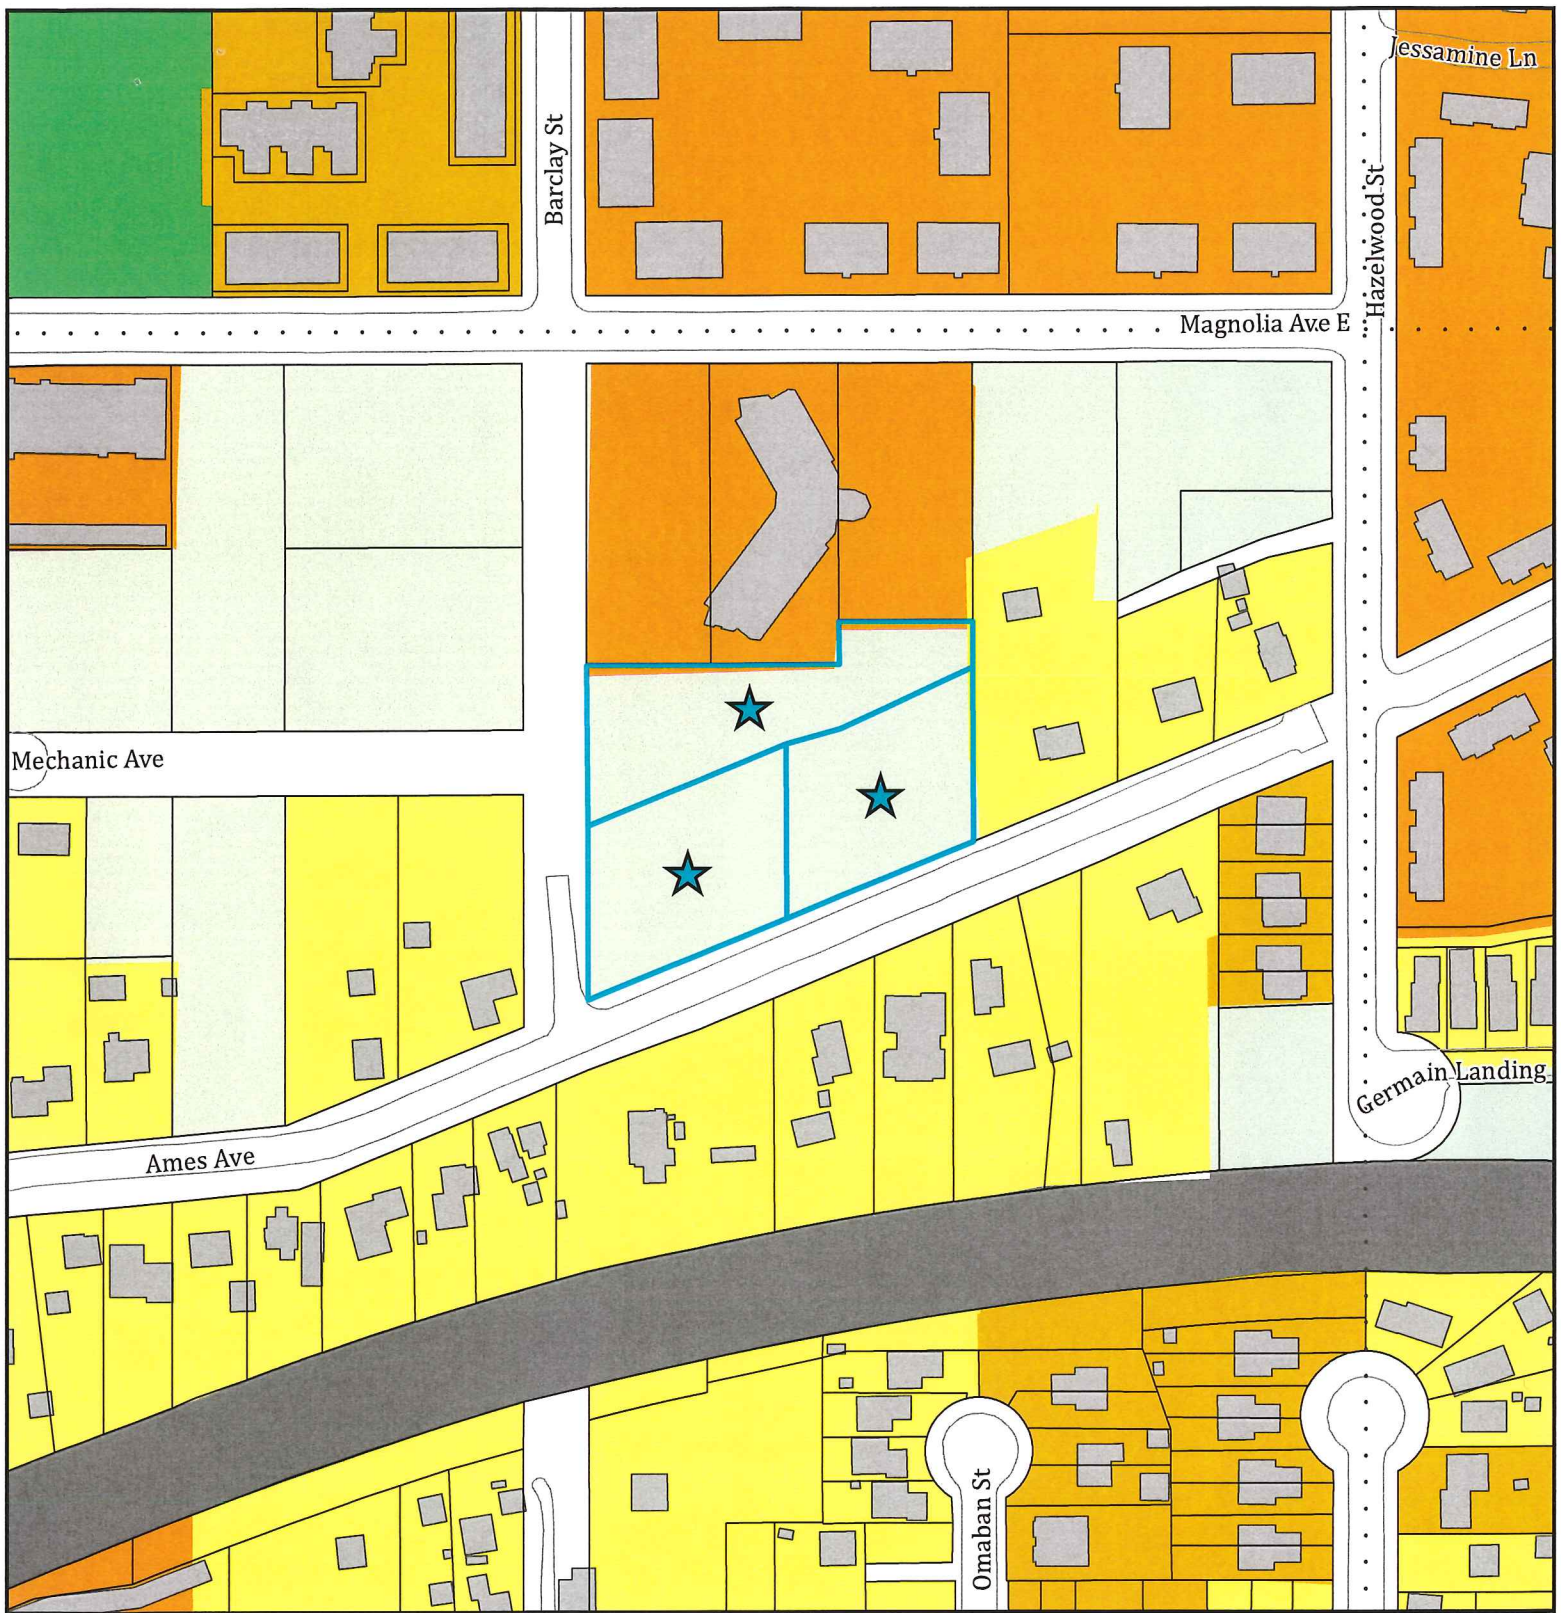 Jessamine Ln
Barclay St
Hazelwood St
Magnolia Ave E
Mechanic Ave
Germain Landing
Ames Ave
Omaban St